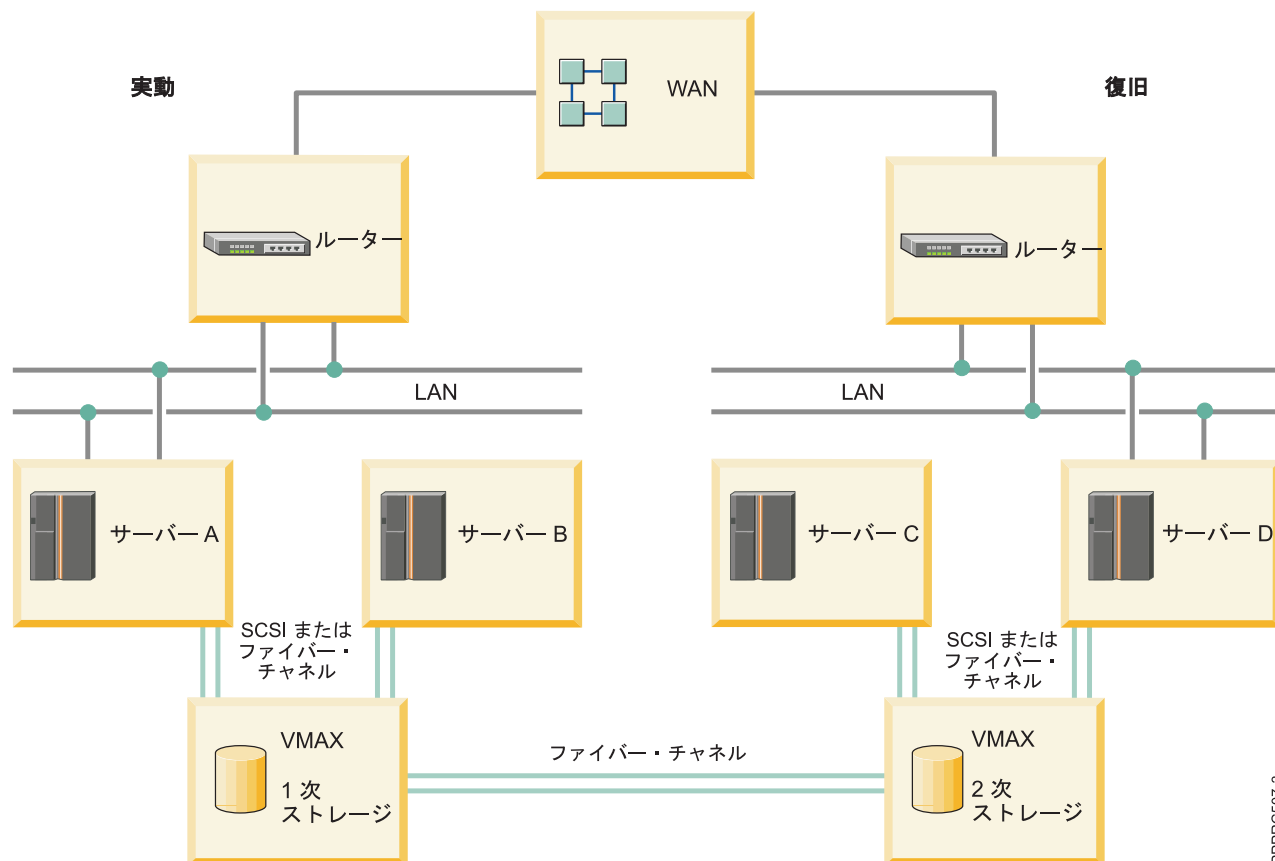 実動
WAN
復旧
ルーター
ルーター
LAN
LAN
サーバー A
サーバー B
サーバー C
サーバー D
SCSI または
ファイバー・
チャネル
SCSI または
ファイバー・
チャネル
VMAX
1 次
ストレージ
ファイバー・チャネル
VMAX
2 次
ストレージ